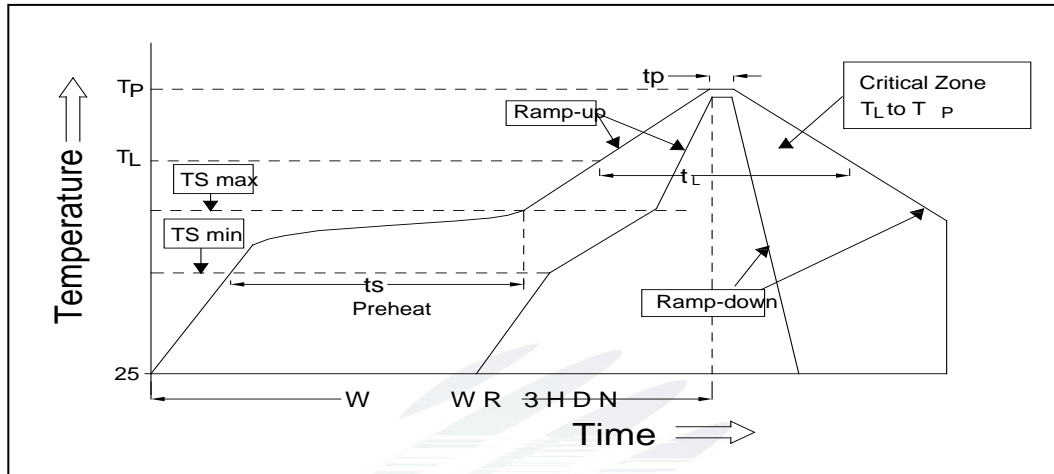 tp
TP
Critical Zone
TL to T P
Ramp-up
TL
tL
TS max
TS min
Temperature
ts
Preheat
Ramp-down
25
W W R 3 H D N
Time